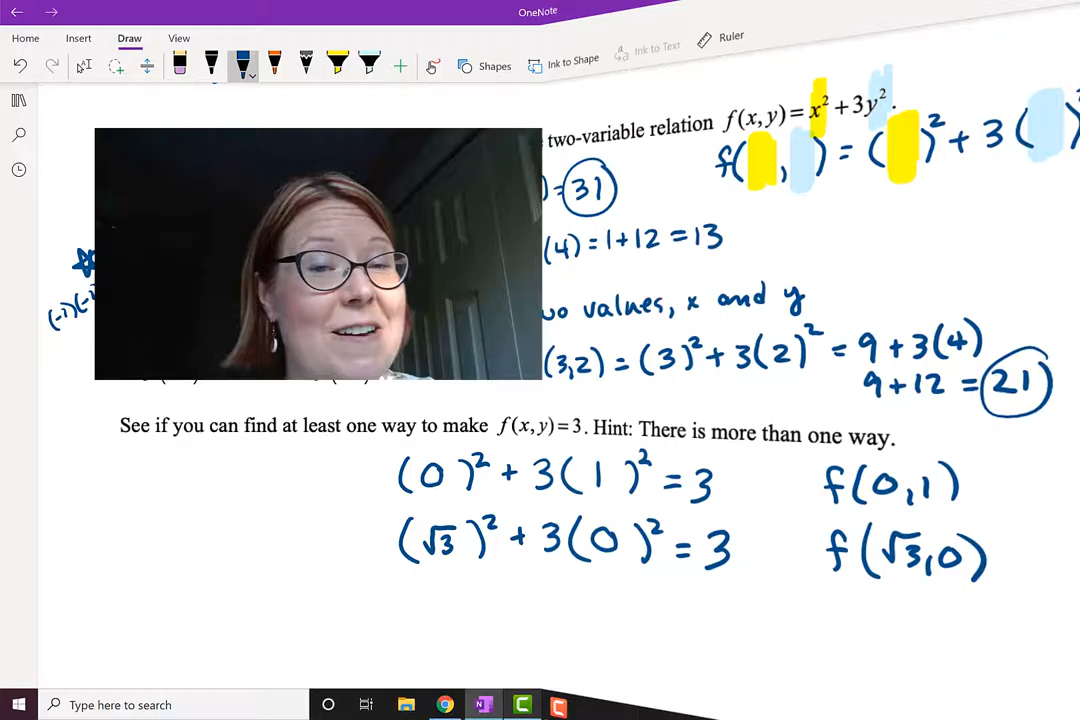 OneNote
Home Insert Draw View
Ink to Text Ruler
Shapes Ink to Shape
two-variable relation f(x,y)=x²+3y².
f( , ) = ( )² + 3( )²
)=31
(4)=1+12=13
wo values, x and y
(3,2)=(3)²+3(2)²=9+3(4)
9+12=21
See if you can find at least one way to make f(x,y)=3. Hint: There is more than one way.
(0)²+3(1)²=3 f(0,1)
(√3)²+3(0)²=3 f(√3,0)
Type here to search